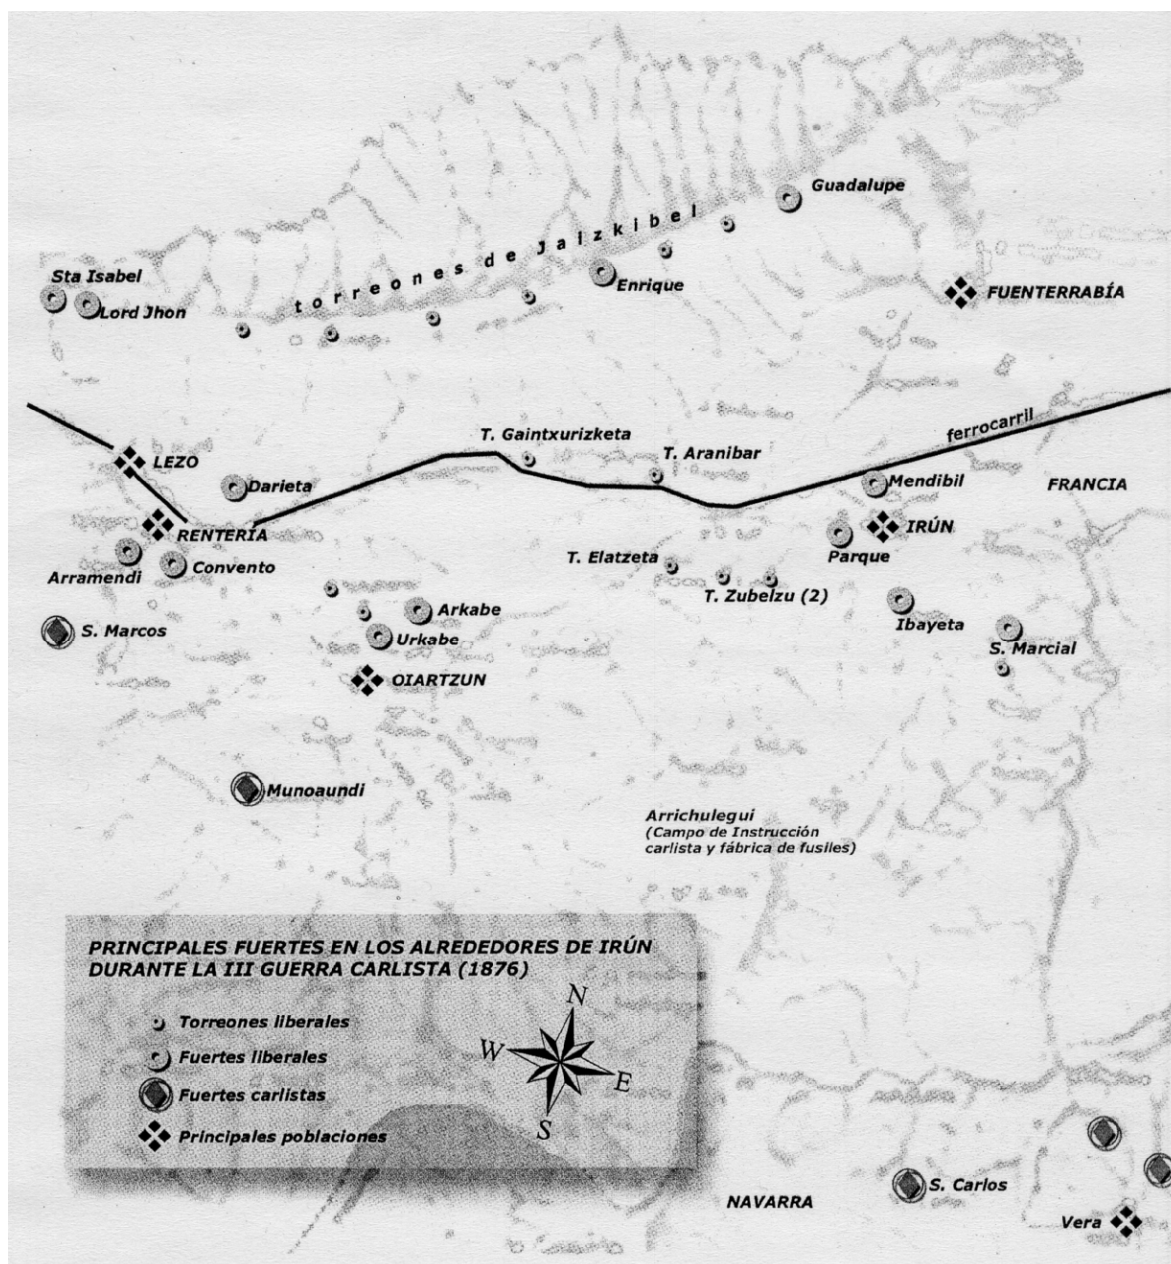 Guadalupe
torreones de Jaizkibel
Sta Isabel
Lord Jhon
Enrique
FUENTERRABÍA
ferrocarril
T. Gaintxurizketa
T. Aranibar
LEZO
Darieta
Mendibil
FRANCIA
RENTERÍA
IRÚN
Parque
Arramendi
Convento
T. Elatzeta
T. Zubelzu (2)
Arkabe
Ibayeta
S. Marcos
Urkabe
S. Marcial
OIARTZUN
Munoaundi
Arrichulegui
(Campo de Instrucción
carlista y fábrica de fusiles)
PRINCIPALES FUERTES EN LOS ALREDEDORES DE IRÚN
DURANTE LA III GUERRA CARLISTA (1876)
Torreones liberales
Fuertes liberales
Fuertes carlistas
Principales poblaciones
N
W
E
S
S. Carlos
NAVARRA
Vera